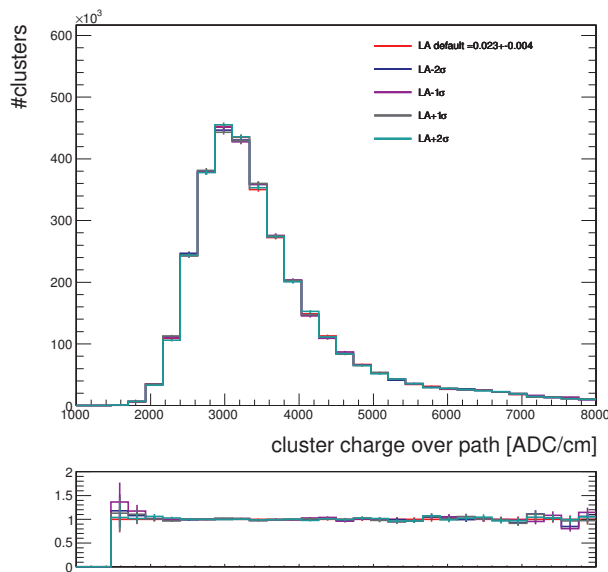 ×10³
600
500
400
300
200
100
0
#clusters
LA default =0.023+-0.004
LA-2σ
LA-1σ
LA+1σ
LA+2σ
1000 2000 3000 4000 5000 6000 7000 8000
cluster charge over path [ADC/cm]
2
1.5
1
0.5
0